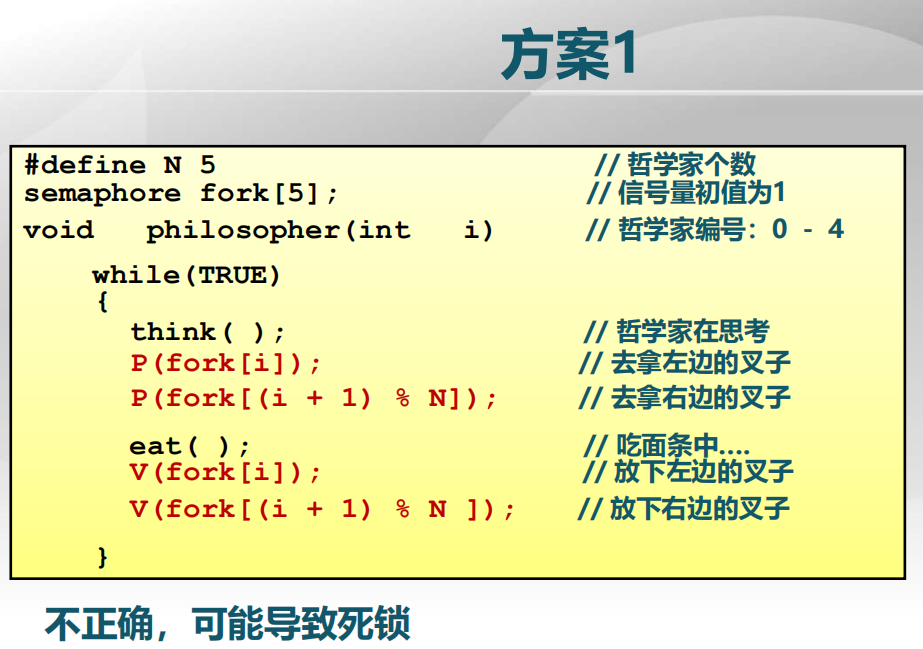 方案1
#define N 5 // 哲学家个数
semaphore fork[5]; // 信号量初值为1
void philosopher(int i) // 哲学家编号：0 - 4
while(TRUE)
{
think( ); // 哲学家在思考
P(fork[i]); // 去拿左边的叉子
P(fork[(i + 1) % N]); // 去拿右边的叉子
eat( ); // 吃面条中....
V(fork[i]); // 放下左边的叉子
V(fork[(i + 1) % N ]); // 放下右边的叉子
}
不正确，可能导致死锁